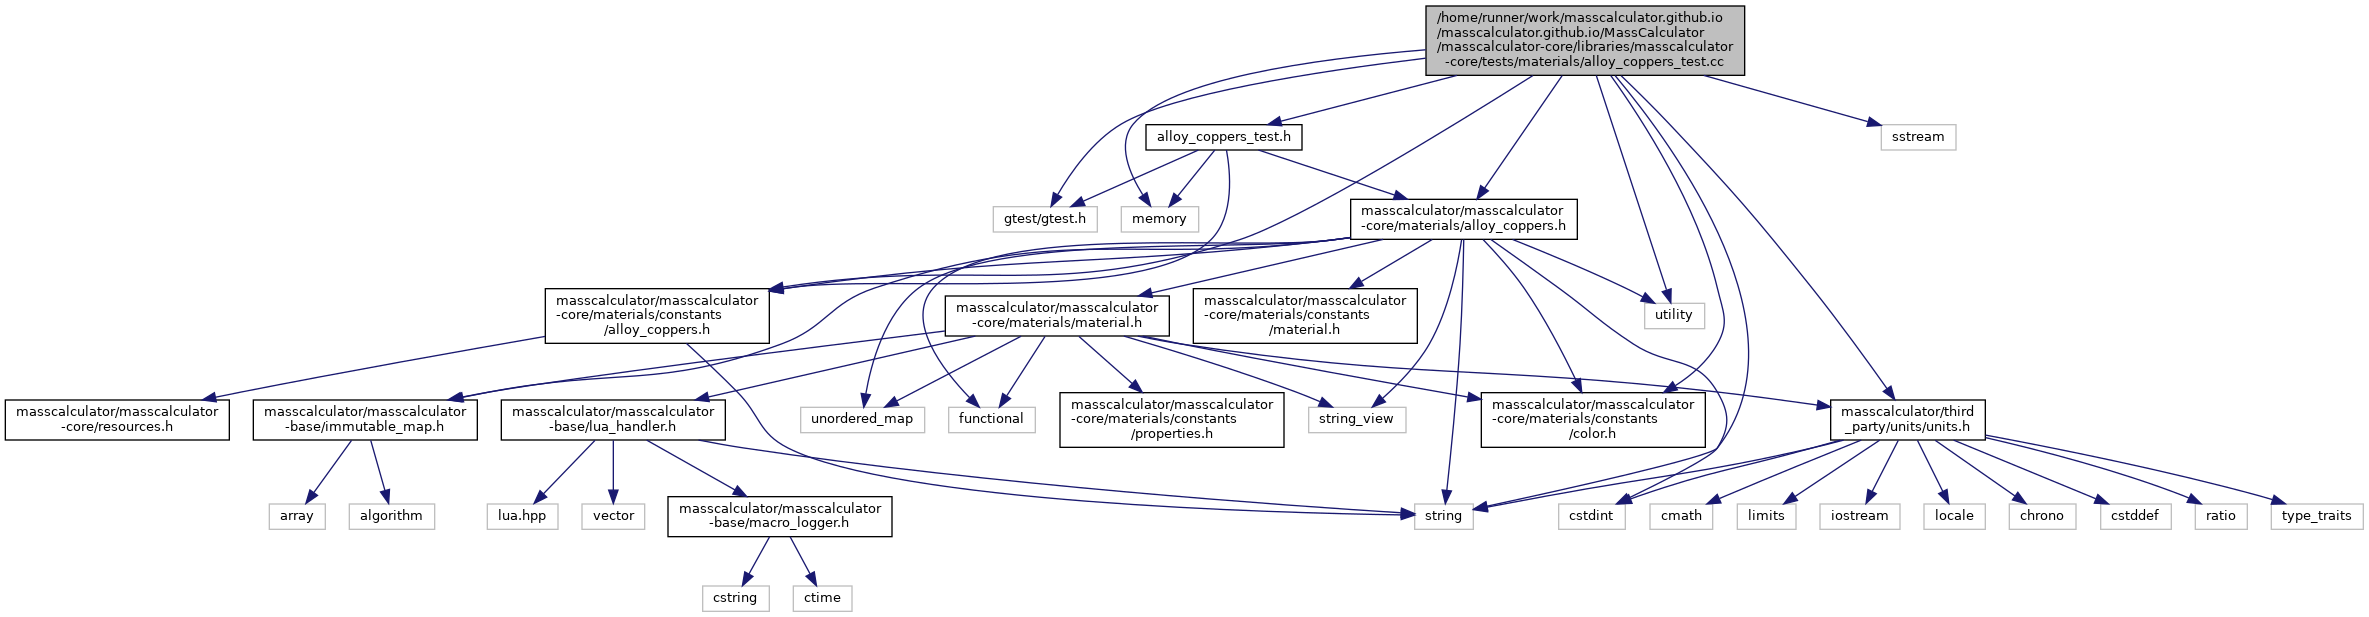 /home/runner/work/masscalculator.github.io
/masscalculator.github.io/MassCalculator
/masscalculator-core/libraries/masscalculator
-core/tests/materials/alloy_coppers_test.cc
alloy_coppers_test.h
sstream
gtest/gtest.h
memory
masscalculator/masscalculator
-core/materials/alloy_coppers.h
masscalculator/masscalculator
-core/materials/constants
/alloy_coppers.h
masscalculator/masscalculator
-core/materials/material.h
masscalculator/masscalculator
-core/materials/constants
/material.h
utility
masscalculator/masscalculator
-core/resources.h
masscalculator/masscalculator
-base/immutable_map.h
masscalculator/masscalculator
-base/lua_handler.h
unordered_map
functional
masscalculator/masscalculator
-core/materials/constants
/properties.h
string_view
masscalculator/masscalculator
-core/materials/constants
/color.h
masscalculator/third
_party/units/units.h
array
algorithm
lua.hpp
vector
masscalculator/masscalculator
-base/macro_logger.h
string
cstdint
cmath
limits
iostream
locale
chrono
cstddef
ratio
type_traits
cstring
ctime